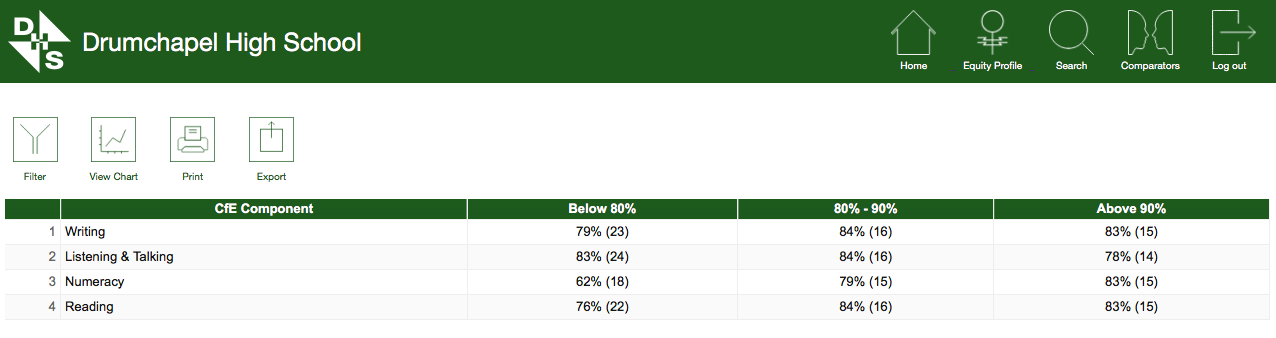 D H S
Drumchapel High School
Home Equity Profile Search Comparators Log out
Filter View Chart Print Export
CfE Component Below 80% 80% - 90% Above 90%
1 Writing 79% (23) 84% (16) 83% (15)
2 Listening & Talking 83% (24) 84% (16) 78% (14)
3 Numeracy 62% (18) 79% (15) 83% (15)
4 Reading 76% (22) 84% (16) 83% (15)